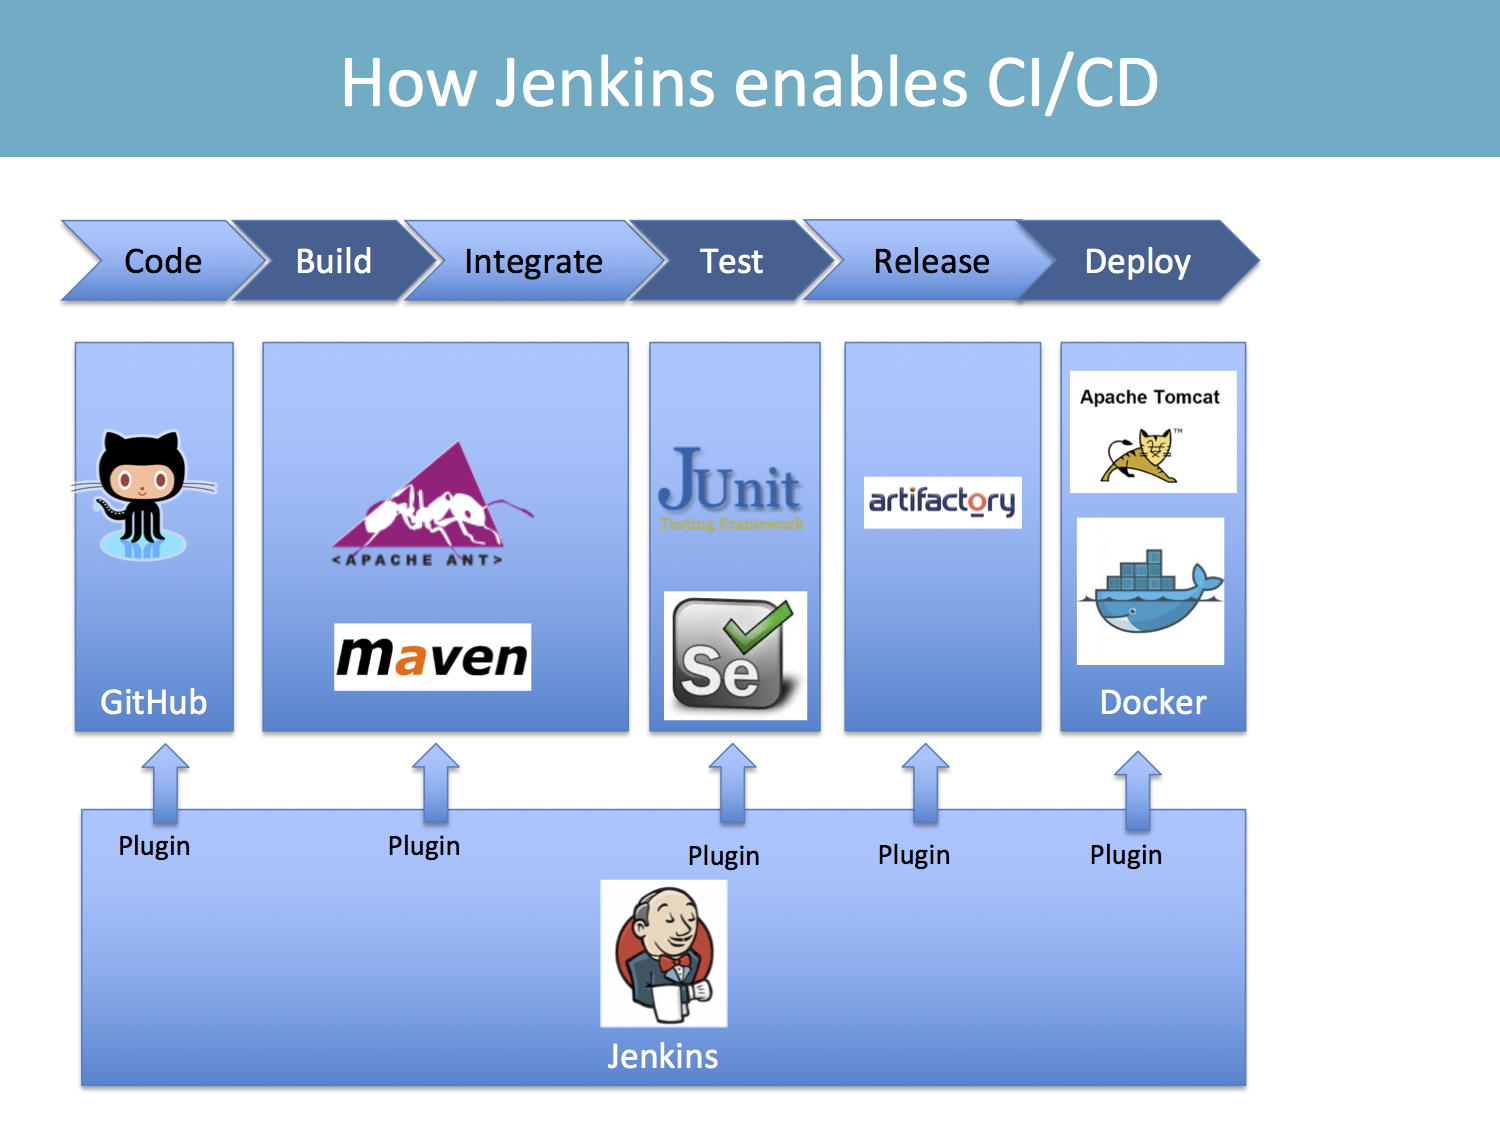 How Jenkins enables CI/CD
Code
Build
Integrate
Test
Release
Deploy
GitHub
<APACHE ANT>
maven
JUnit
Testing Framework
Se
artifactory
Apache Tomcat
TM
Docker
Plugin
Plugin
Plugin
Plugin
Plugin
Jenkins